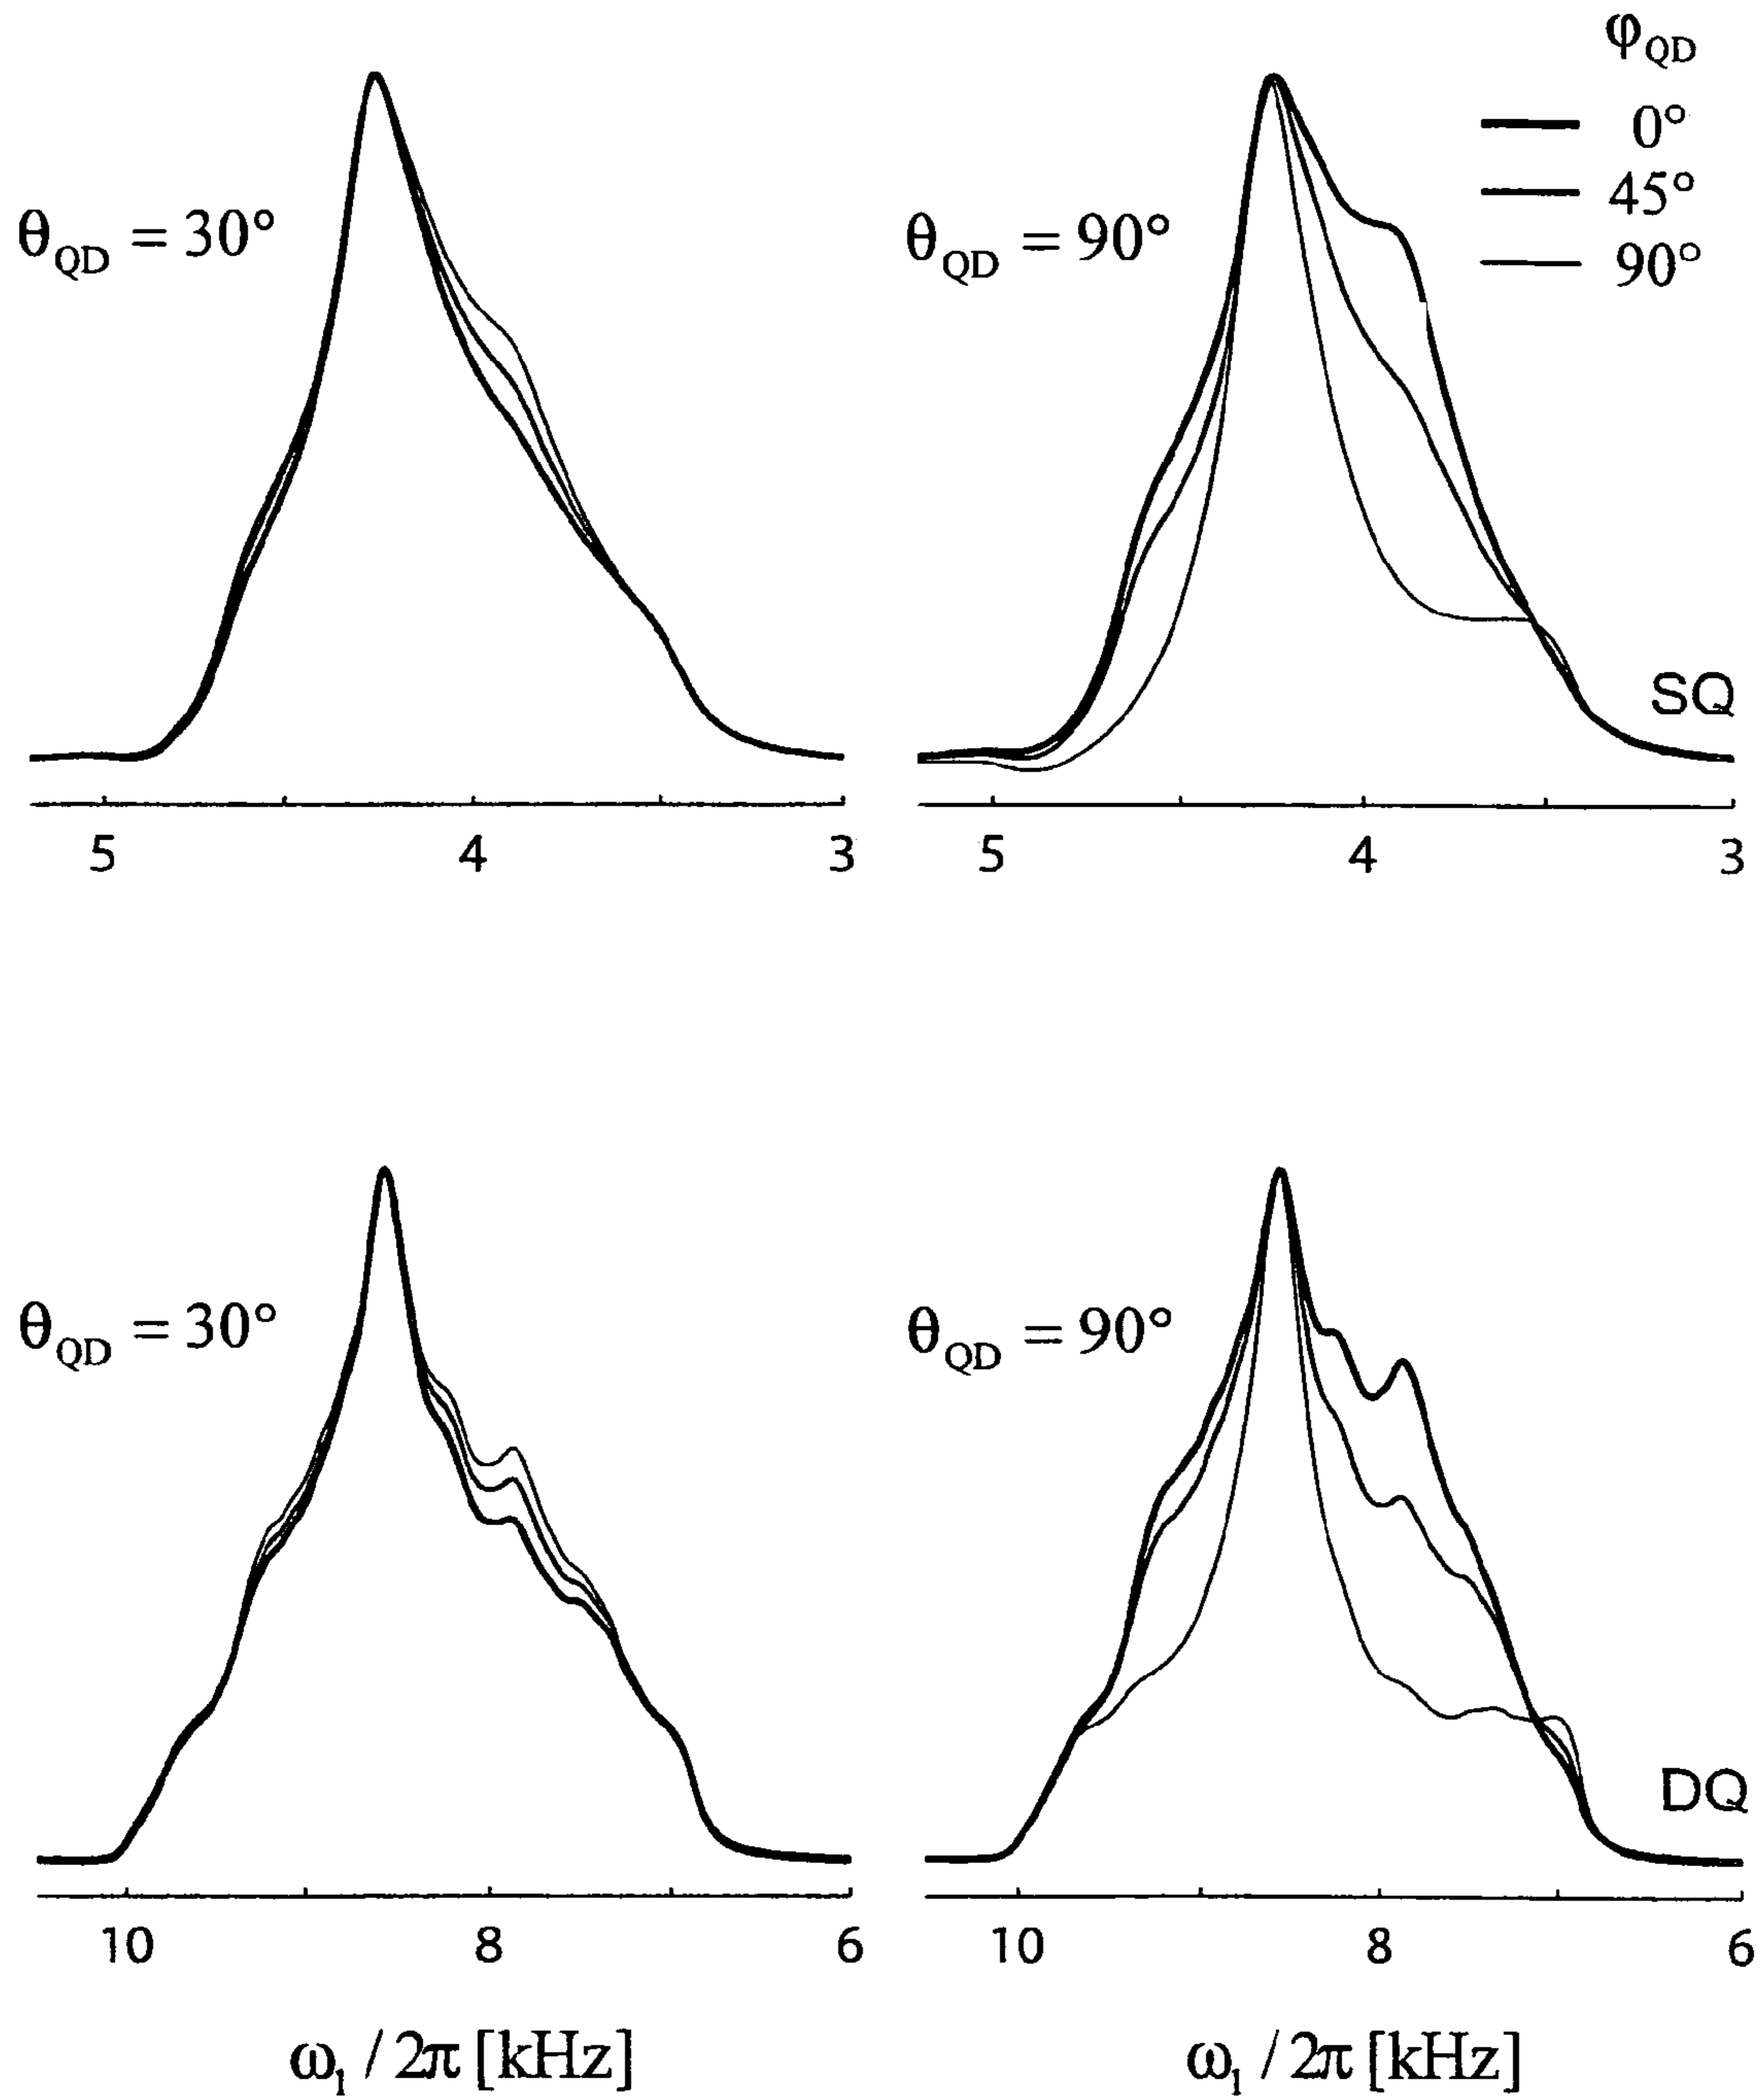 φQD
0°
45°
90°
θQD = 30°
θQD = 90°
SQ
5 4 3
5 4 3
θQD = 30°
θQD = 90°
DQ
10 8 6
10 8 6
ω1 / 2π [kHz]
ω1 / 2π [kHz]